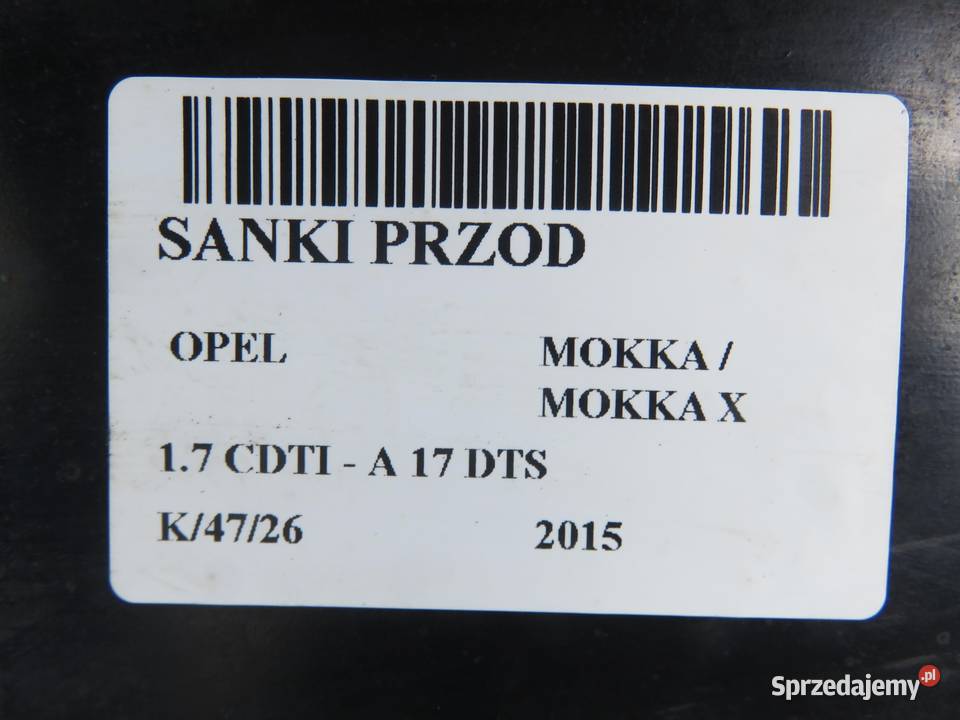 SANKI PRZOD
OPEL MOKKA /
MOKKA X
1.7 CDTI - A 17 DTS
K/47/26 2015
Sprzedajemy.pl